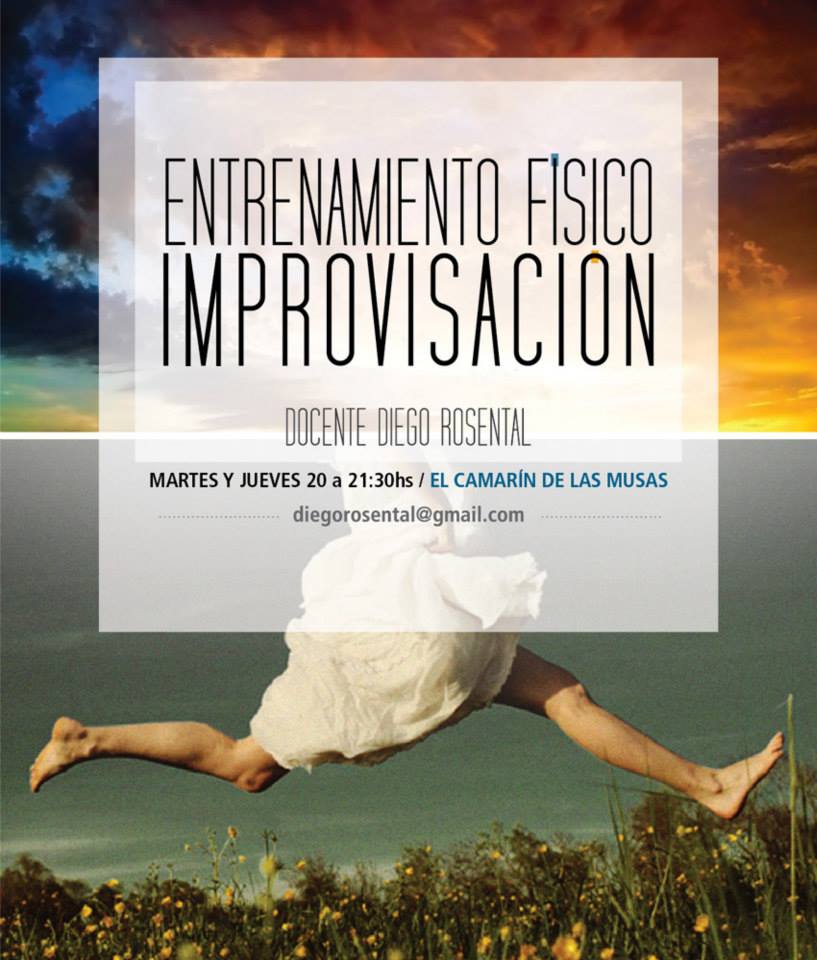 ENTRENAMIENTO FÍSICO
IMPROVISACIÓN
DOCENTE DIEGO ROSENTAL
MARTES Y JUEVES 20 a 21:30hs / EL CAMARÍN DE LAS MUSAS
diegorosental@gmail.com